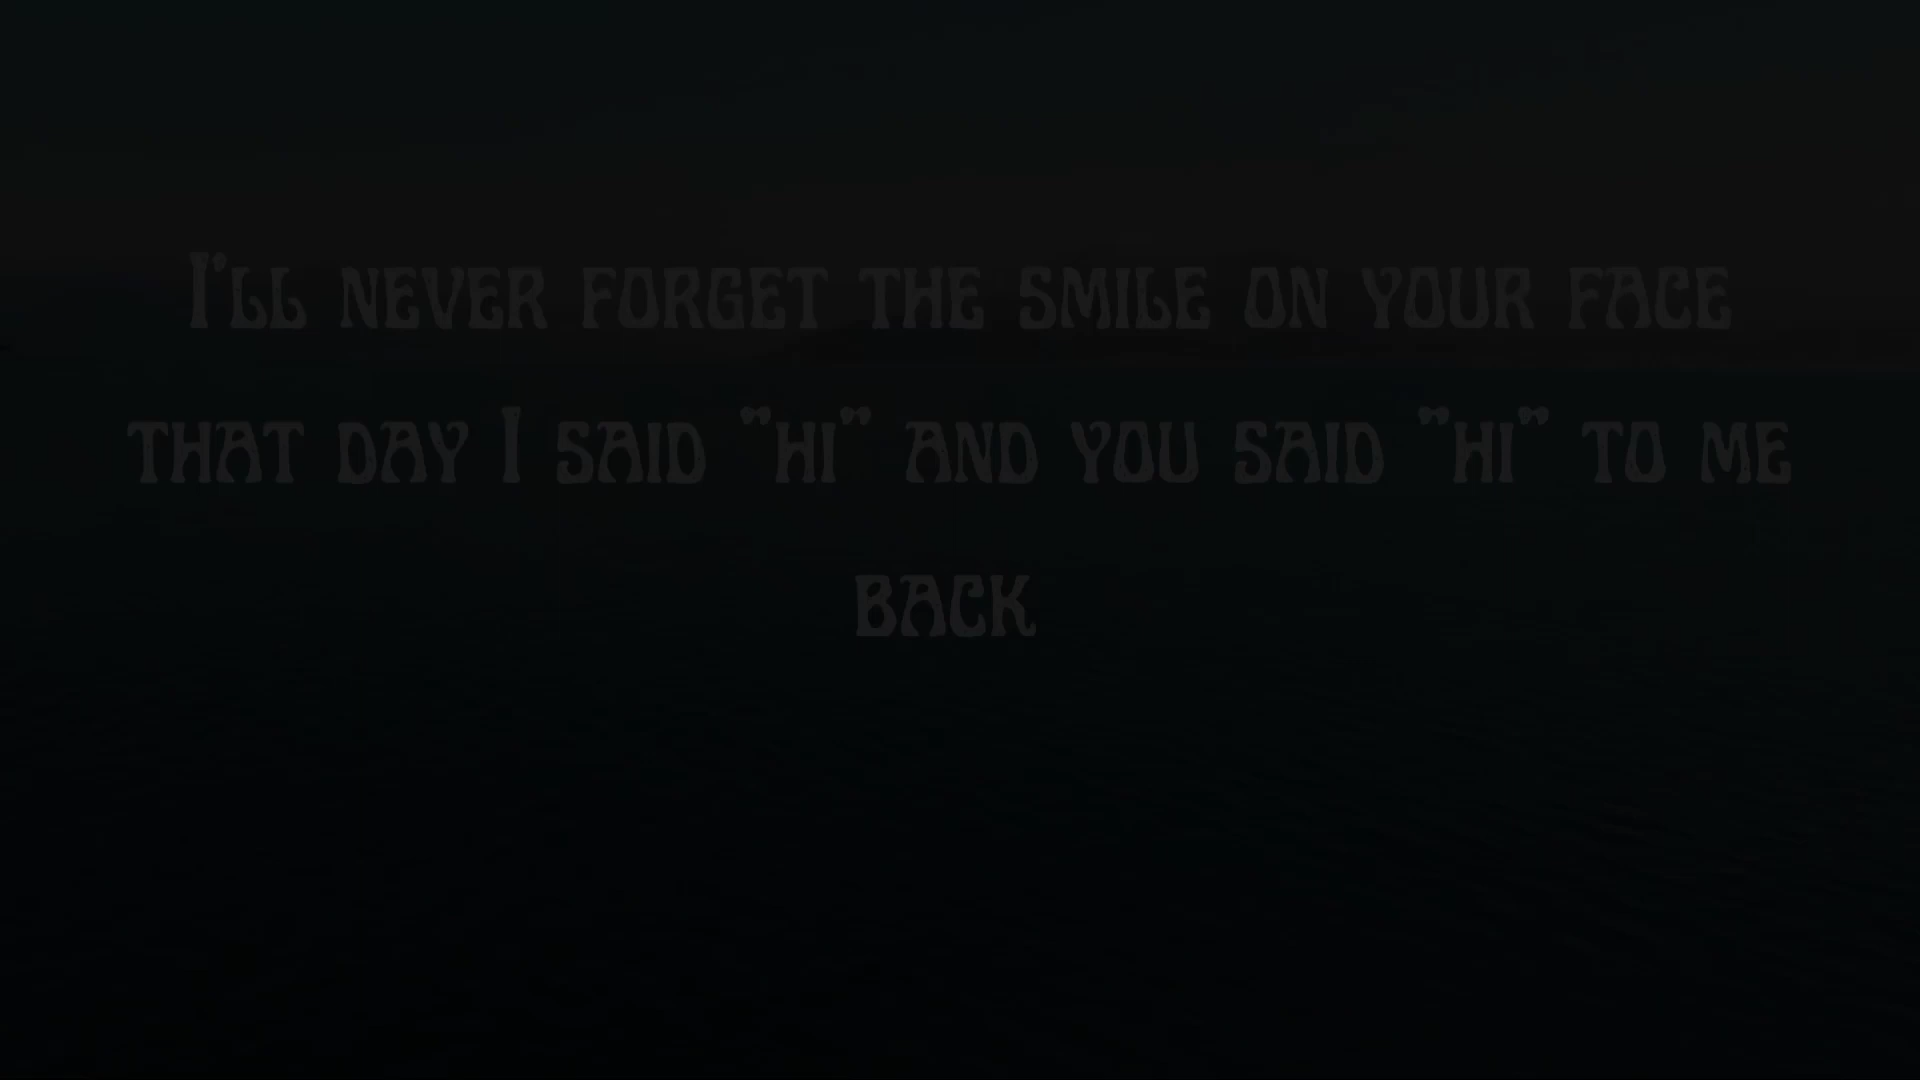 I'll never forget the smile on your face
that day I said "hi" and you said "hi" to me
back